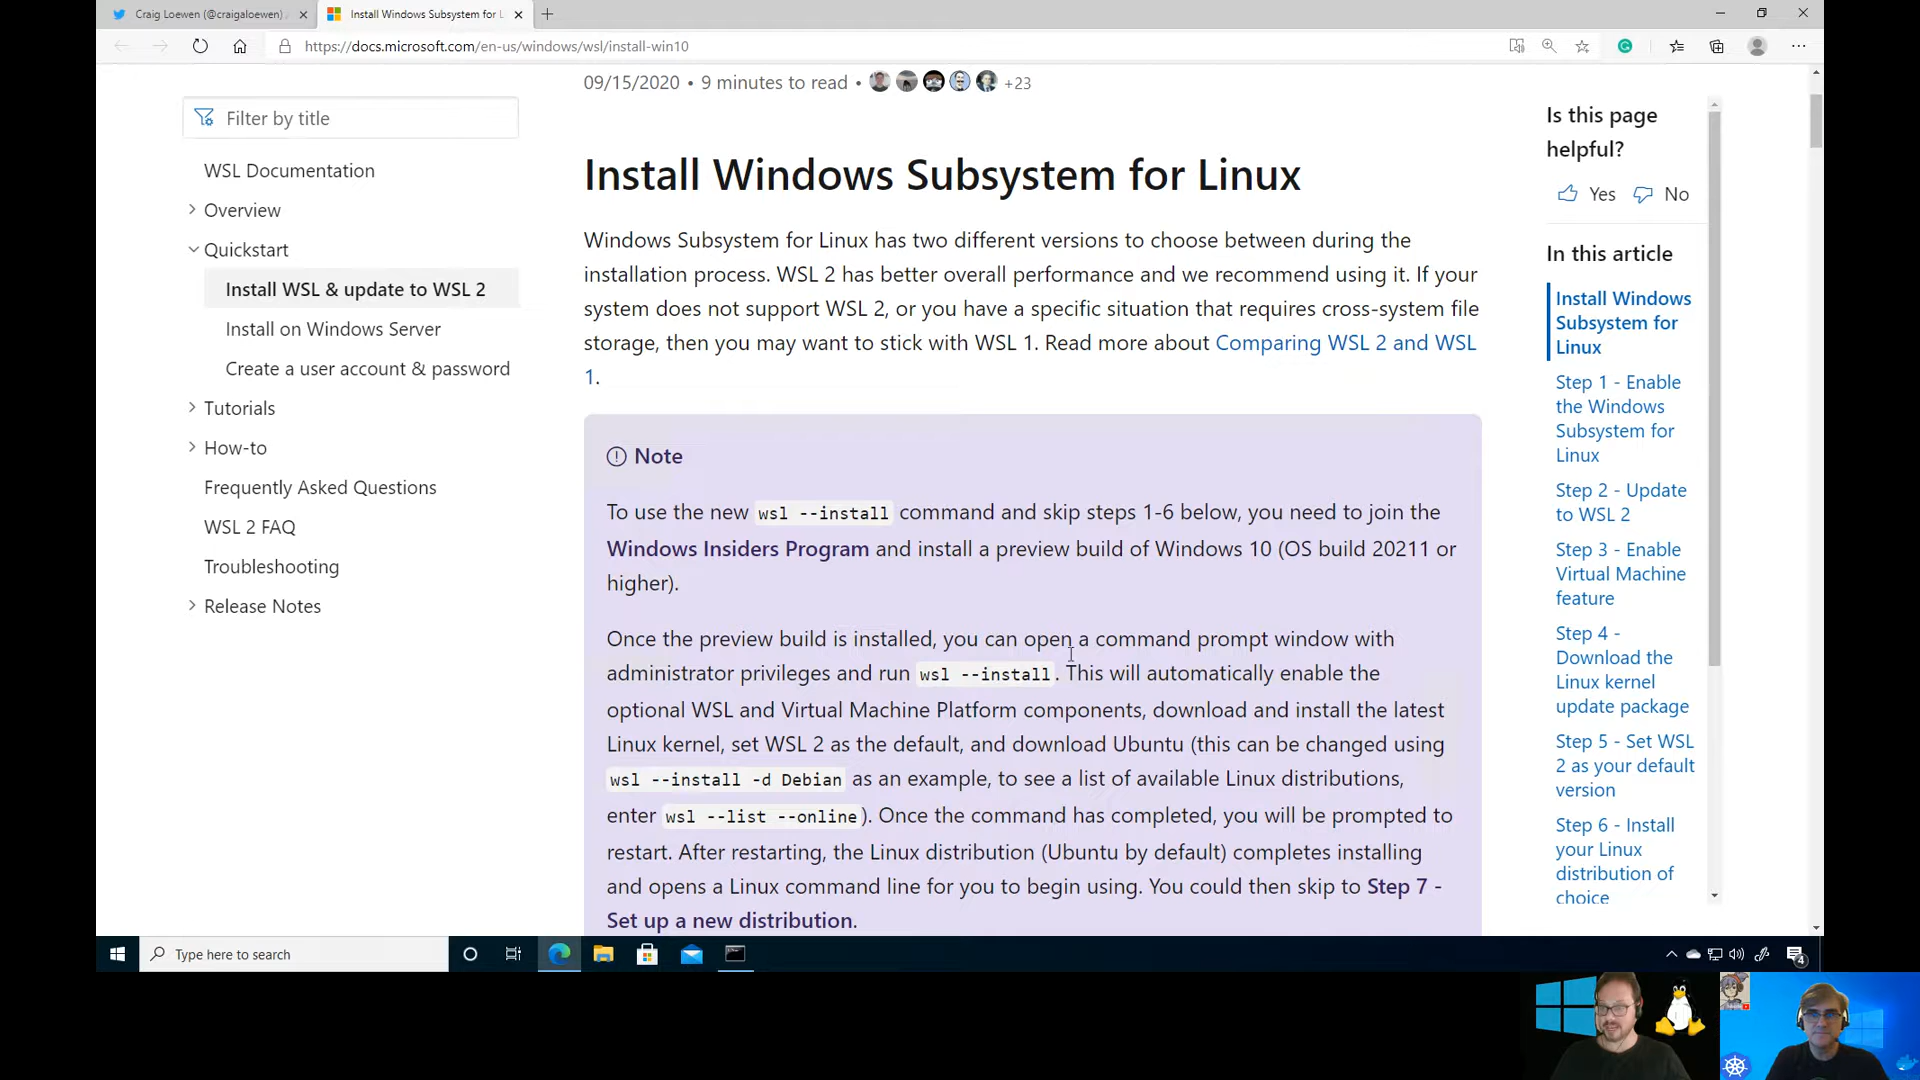 Craig Loewen (@craigaloewen) /
Install Windows Subsystem for L
https://docs.microsoft.com/en-us/windows/wsl/install-win10
Filter by title
WSL Documentation
Overview
Quickstart
Install WSL & update to WSL 2
Install on Windows Server
Create a user account & password
Tutorials
How-to
Frequently Asked Questions
WSL 2 FAQ
Troubleshooting
Release Notes
09/15/2020 • 9 minutes to read • +23
Install Windows Subsystem for Linux
Windows Subsystem for Linux has two different versions to choose between during the
installation process. WSL 2 has better overall performance and we recommend using it. If your
system does not support WSL 2, or you have a specific situation that requires cross-system file
storage, then you may want to stick with WSL 1. Read more about Comparing WSL 2 and WSL
1.
Note
To use the new wsl --install command and skip steps 1-6 below, you need to join the
Windows Insiders Program and install a preview build of Windows 10 (OS build 20211 or
higher).
Once the preview build is installed, you can open a command prompt window with
administrator privileges and run wsl --install. This will automatically enable the
optional WSL and Virtual Machine Platform components, download and install the latest
Linux kernel, set WSL 2 as the default, and download Ubuntu (this can be changed using
wsl --install -d Debian as an example, to see a list of available Linux distributions,
enter wsl --list --online). Once the command has completed, you will be prompted to
restart. After restarting, the Linux distribution (Ubuntu by default) completes installing
and opens a Linux command line for you to begin using. You could then skip to Step 7 -
Set up a new distribution.
Is this page
helpful?
Yes No
In this article
Install Windows
Subsystem for
Linux
Step 1 - Enable
the Windows
Subsystem for
Linux
Step 2 - Update
to WSL 2
Step 3 - Enable
Virtual Machine
feature
Step 4 -
Download the
Linux kernel
update package
Step 5 - Set WSL
2 as your default
version
Step 6 - Install
your Linux
distribution of
choice
Type here to search
4